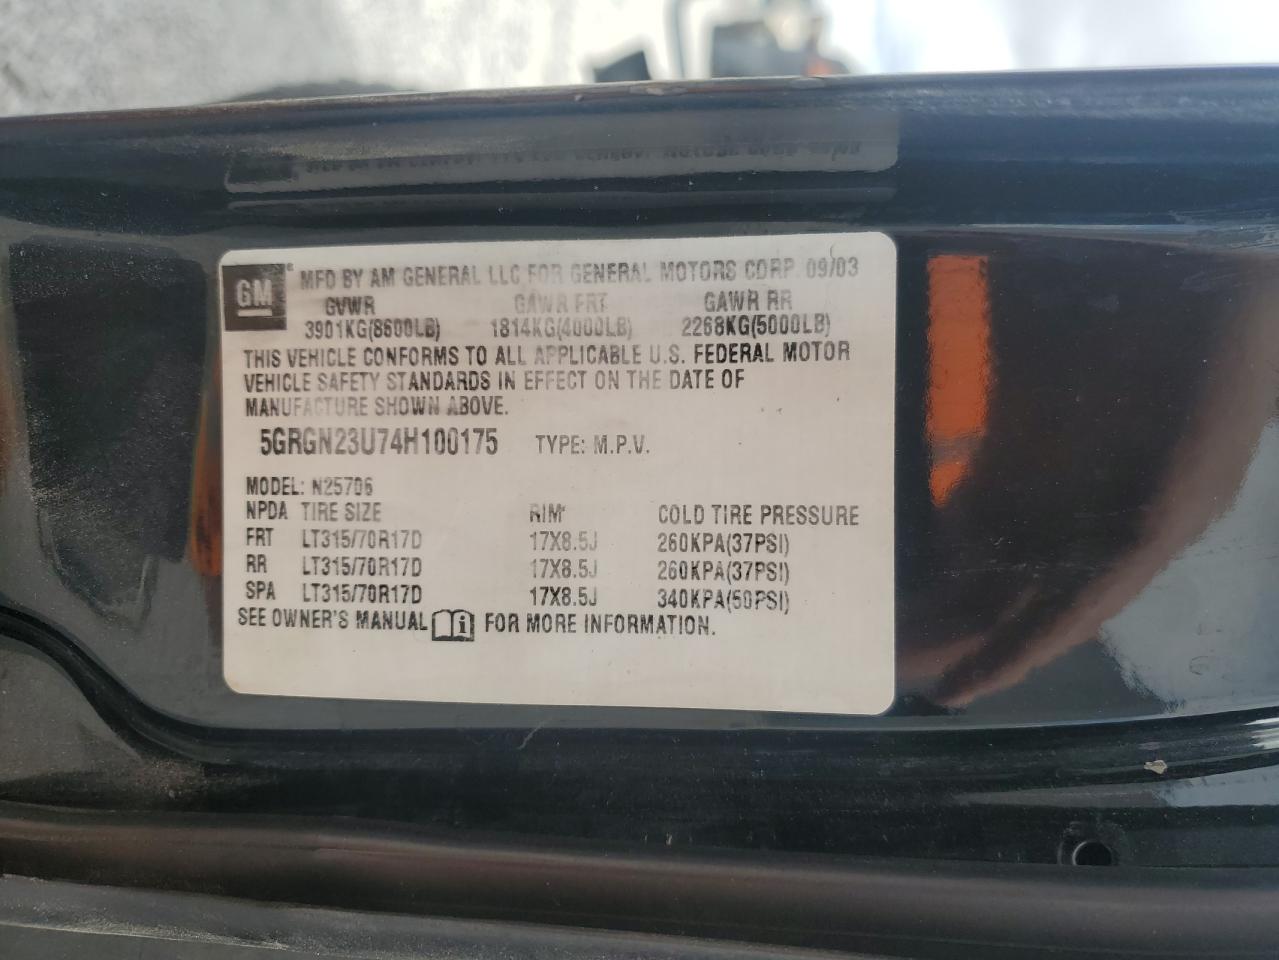 GM MFD BY AM GENERAL LLC FOR GENERAL MOTORS CORP 09/03
GVWR GAWR FRT GAWR RR
3901KG(8600LB) 1814KG(4000LB) 2268KG(5000LB)
THIS VEHICLE CONFORMS TO ALL APPLICABLE U.S. FEDERAL MOTOR
VEHICLE SAFETY STANDARDS IN EFFECT ON THE DATE OF
MANUFACTURE SHOWN ABOVE.
5GRGN23U74H100175 TYPE: M.P.V.
MODEL: N25706
NPDA TIRE SIZE RIM COLD TIRE PRESSURE
FRT LT315/70R17D 17X8.5J 260KPA(37PSI)
RR LT315/70R17D 17X8.5J 260KPA(37PSI)
SPA LT315/70R17D 17X8.5J 340KPA(50PSI)
SEE OWNER'S MANUAL i FOR MORE INFORMATION.